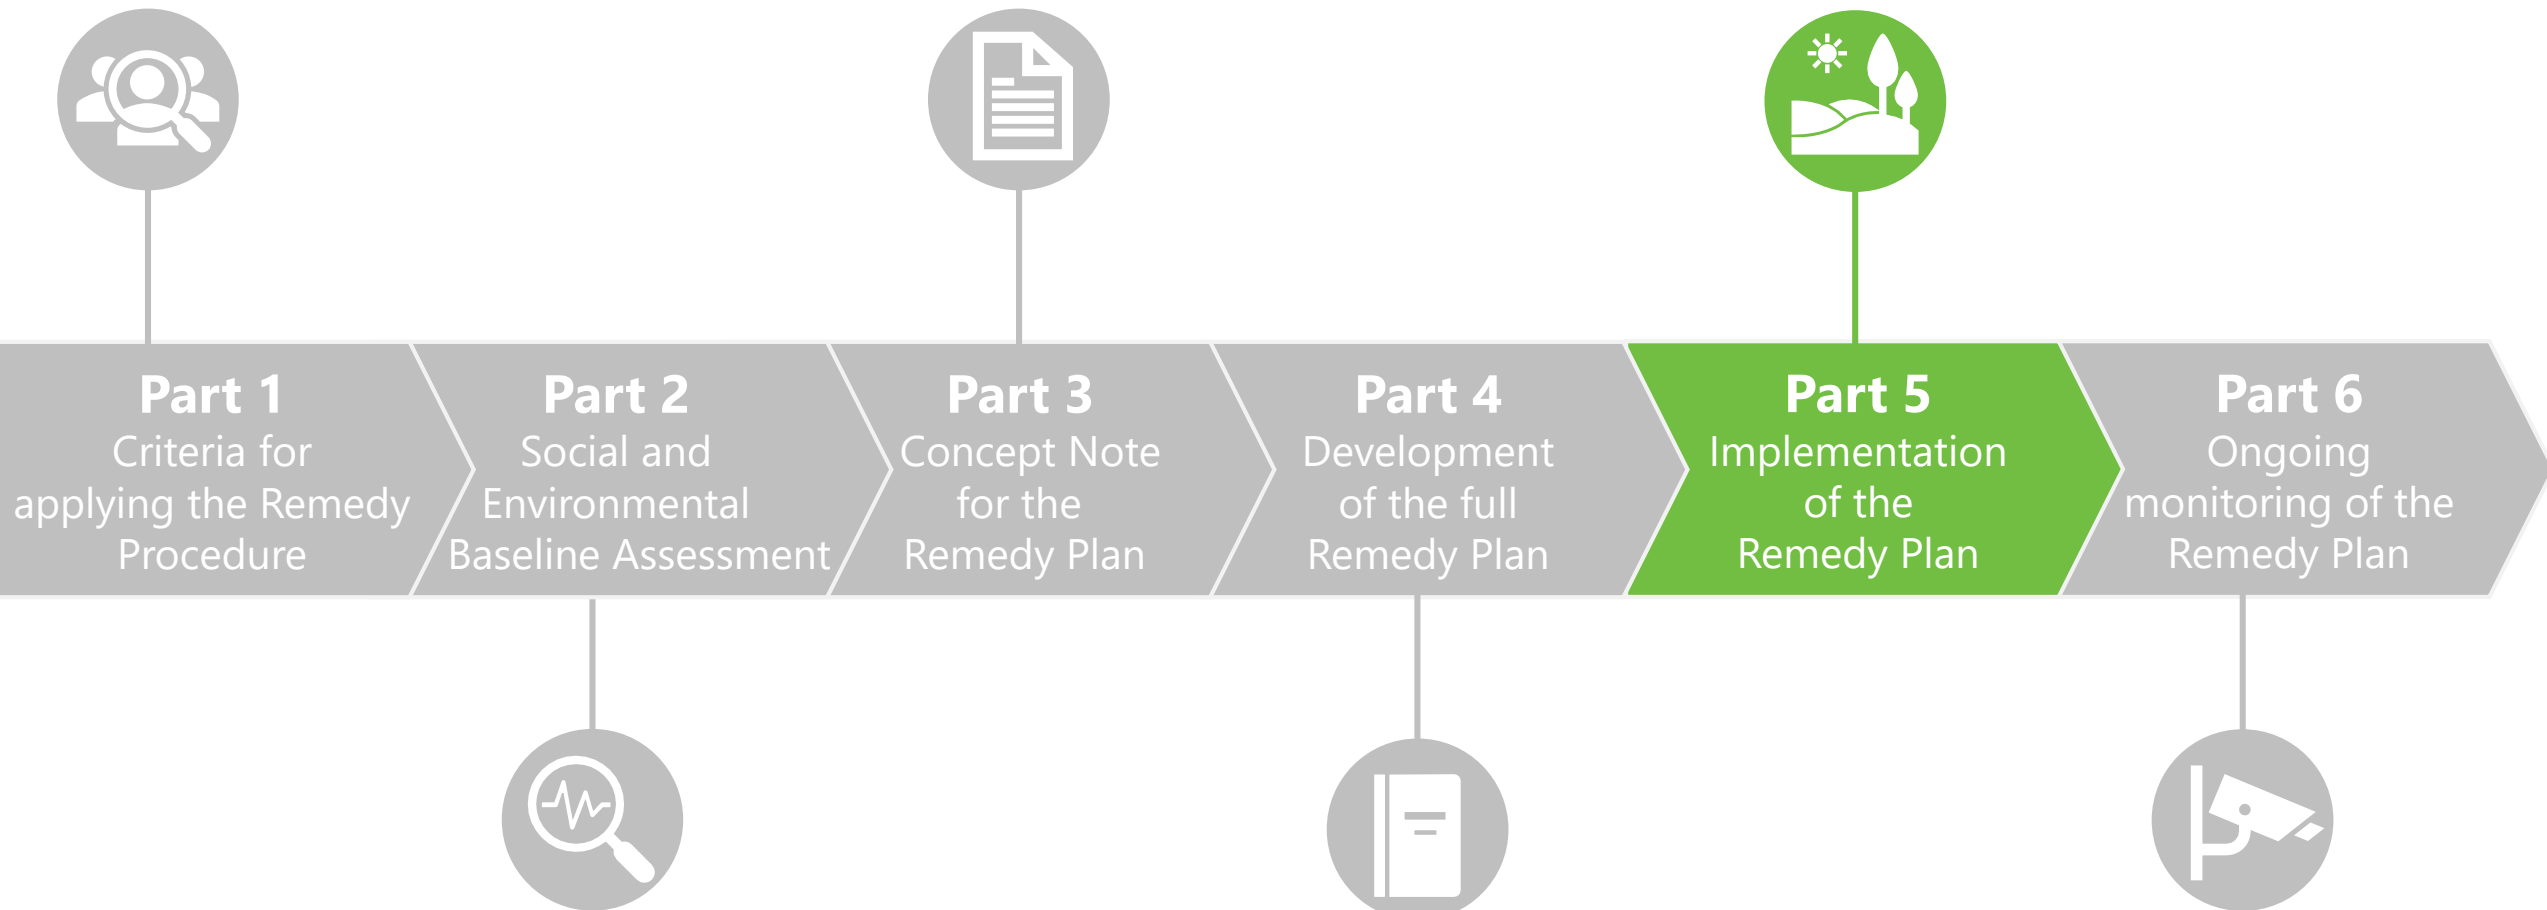 Part 1
Criteria for
applying the Remedy
Procedure
Part 2
Social and
Environmental
Baseline Assessment
Part 3
Concept Note
for the
Remedy Plan
Part 4
Development
of the full
Remedy Plan
Part 5
Implementation
of the
Remedy Plan
Part 6
Ongoing
monitoring of the
Remedy Plan